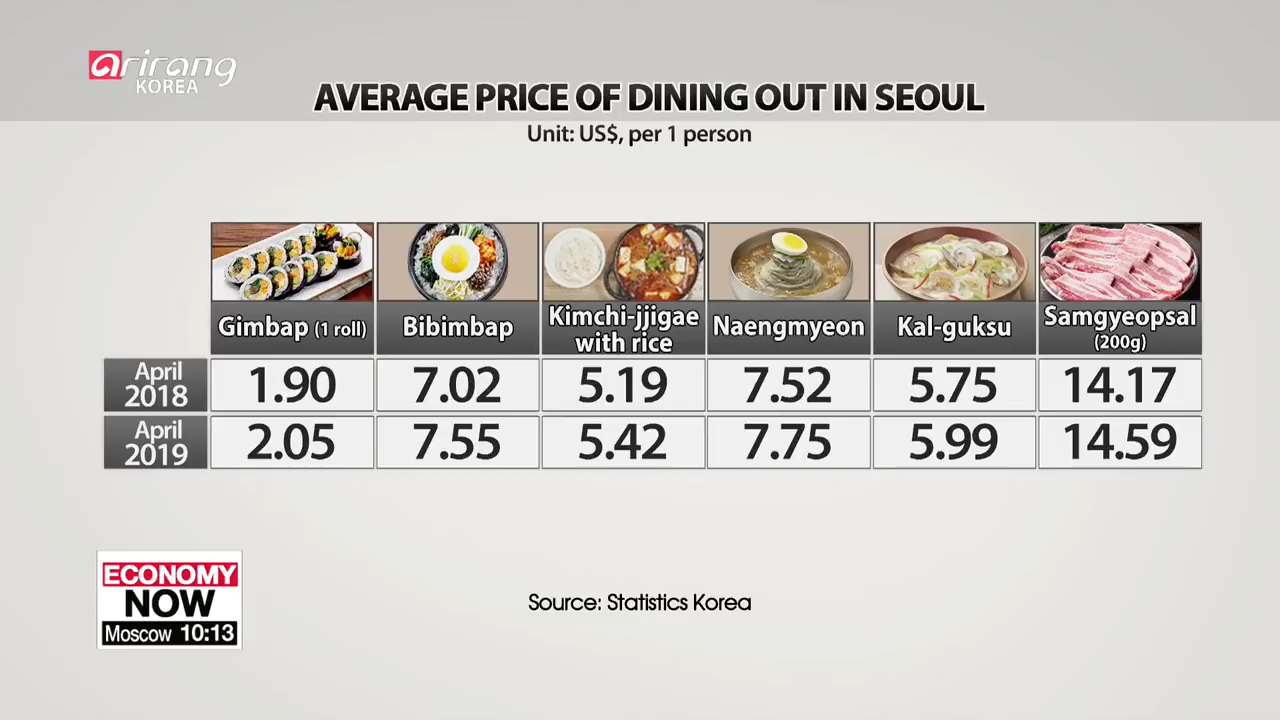 arirang
KOREA
AVERAGE PRICE OF DINING OUT IN SEOUL
Unit: US$, per 1 person
Gimbap (1 roll) Bibimbap Kimchi-jjigae with rice Naengmyeon Kal-guksu Samgyeopsal (200g)
April 2018 1.90 7.02 5.19 7.52 5.75 14.17
April 2019 2.05 7.55 5.42 7.75 5.99 14.59
ECONOMY
NOW
Moscow 10:13
Source: Statistics Korea